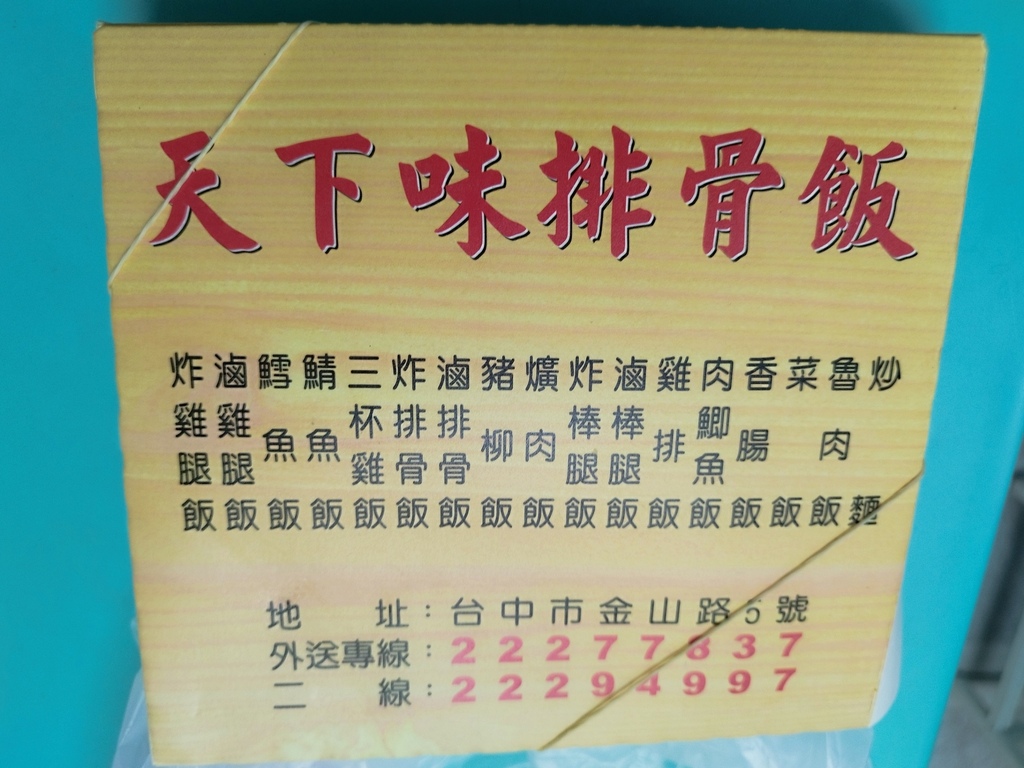 天下味排骨飯
炸雞腿飯
滷雞腿飯
鱈魚飯
鯖魚飯
三杯雞飯
炸排骨飯
滷排骨飯
豬柳飯
爌肉飯
炸棒腿飯
滷棒腿飯
雞排飯
肉鯽魚飯
香腸飯
菜飯
魯肉飯
炒麵
地址：台中市金山路5號
外送專線：22277837
二線：22294997